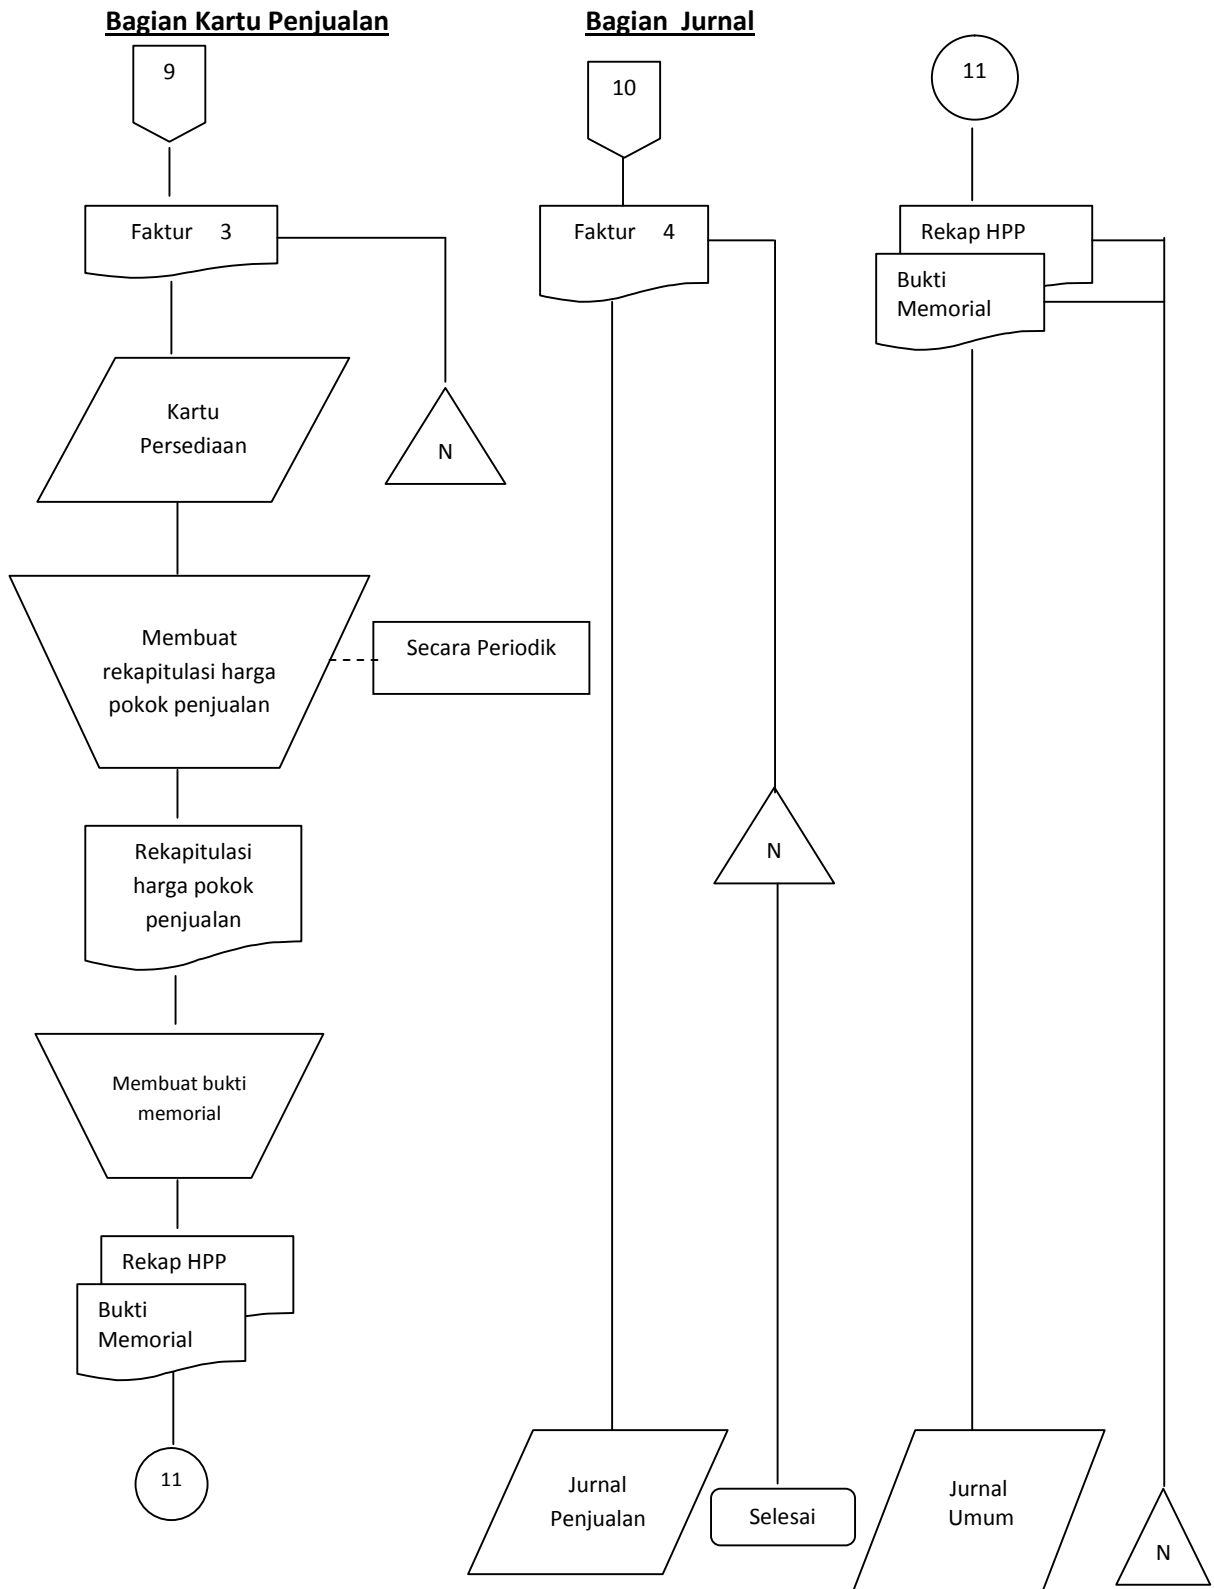 Bagian Kartu Penjualan
9
Faktur 3
N
Kartu
Persediaan
Membuat
rekapitulasi harga
pokok penjualan
Secara Periodik
Rekapitulasi
harga pokok
penjualan
Membuat bukti
memorial
Rekap HPP
Bukti
Memorial
11
Bagian Jurnal
10
Faktur 4
N
Jurnal
Penjualan
Selesai
11
Rekap HPP
Bukti
Memorial
Jurnal
Umum
N